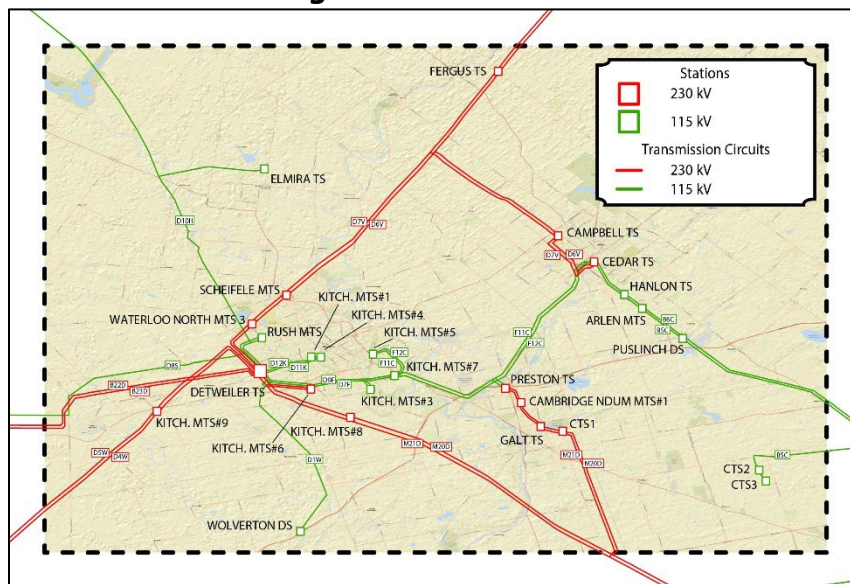 FERGUS TS
Stations
230 kV
115 kV
Transmission Circuits
230 kV
115 kV
ELMIRA TS
D10H
D7V
D6V
CAMPBELL TS
D7V
D6V
CEDAR TS
HANLON TS
SCHEIFELE MTS
KITCH. MTS#1
KITCH. MTS#4
ARLEN MTS
B6C
B5C
WATERLOO NORTH MTS 3
KITCH. MTS#5
RUSH MTS
F11C
F12C
PUSLINCH DS
F12C
F11C
D12K
D11K
KITCH. MTS#7
D8S
B22D
B23D
D9F
D7F
DETWEILER TS
PRESTON TS
KITCH. MTS#3
CAMBRIDGE NDUM MTS#1
KITCH. MTS#9
KITCH. MTS#8
CTS1
GALT TS
KITCH. MTS#6
M21D
M20D
M21D
M20D
D5W
D4W
D1W
B5C
CTS2
CTS3
WOLVERTON DS